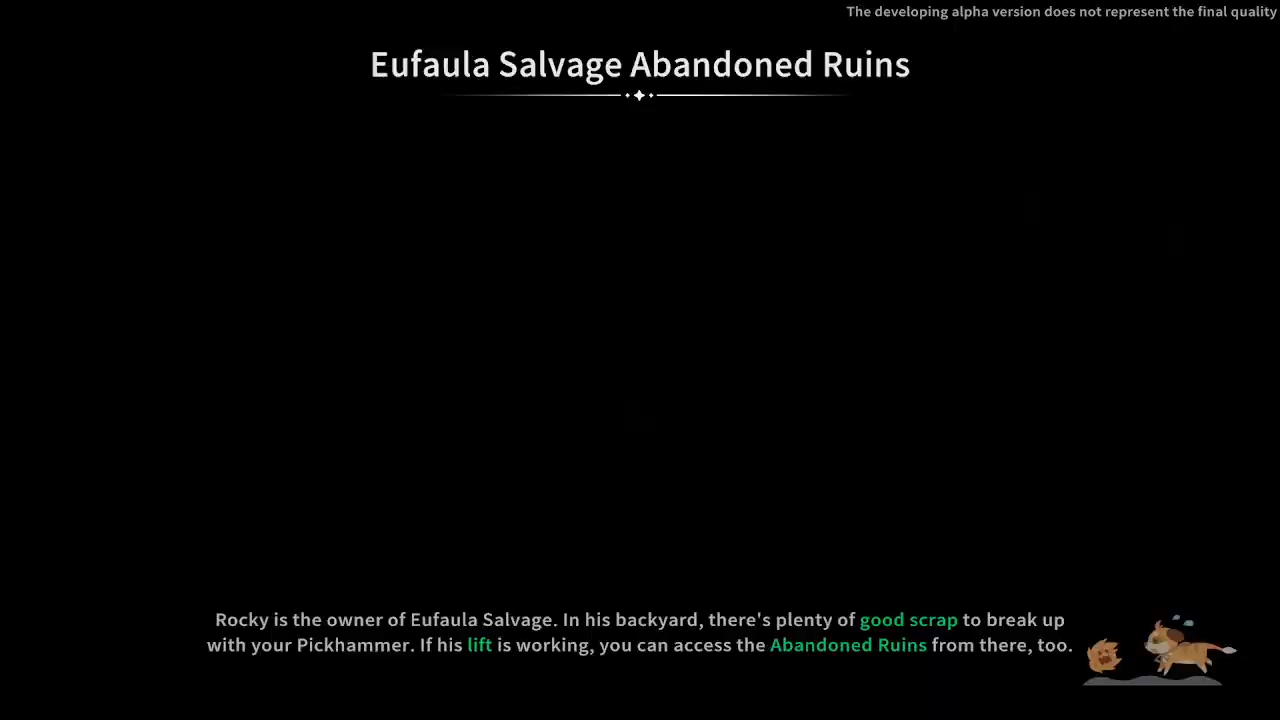 The developing alpha version does not represent the final quality
Eufaula Salvage Abandoned Ruins
Rocky is the owner of Eufaula Salvage. In his backyard, there's plenty of good scrap to break up
with your Pickhammer. If his lift is working, you can access the Abandoned Ruins from there, too.